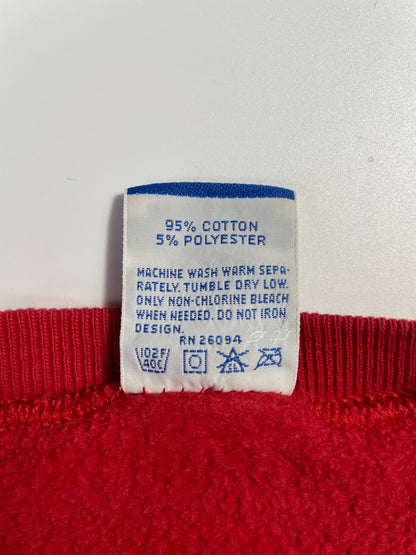 95% COTTON
5% POLYESTER
MACHINE WASH WARM SEPA-
RATELY. TUMBLE DRY LOW.
ONLY NON-CHLORINE BLEACH
WHEN NEEDED. DO NOT IRON
DESIGN.
RN 26094
102F
40C
CL